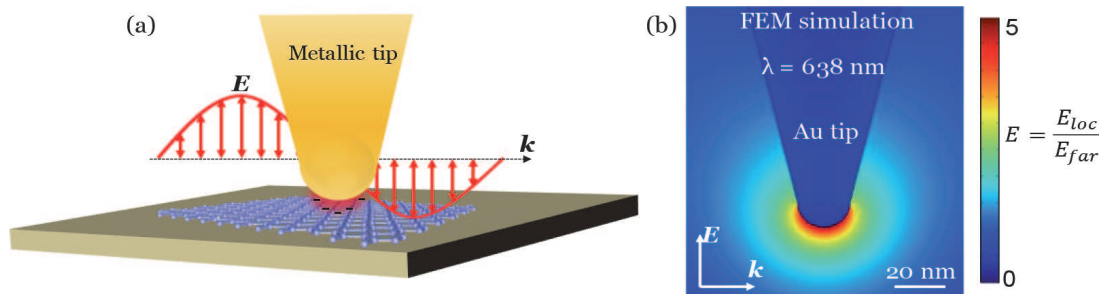 (a)
Metallic tip
E
k
(b)
FEM simulation
λ = 638 nm
Au tip
E
k
20 nm
5
0
E = E_loc / E_far